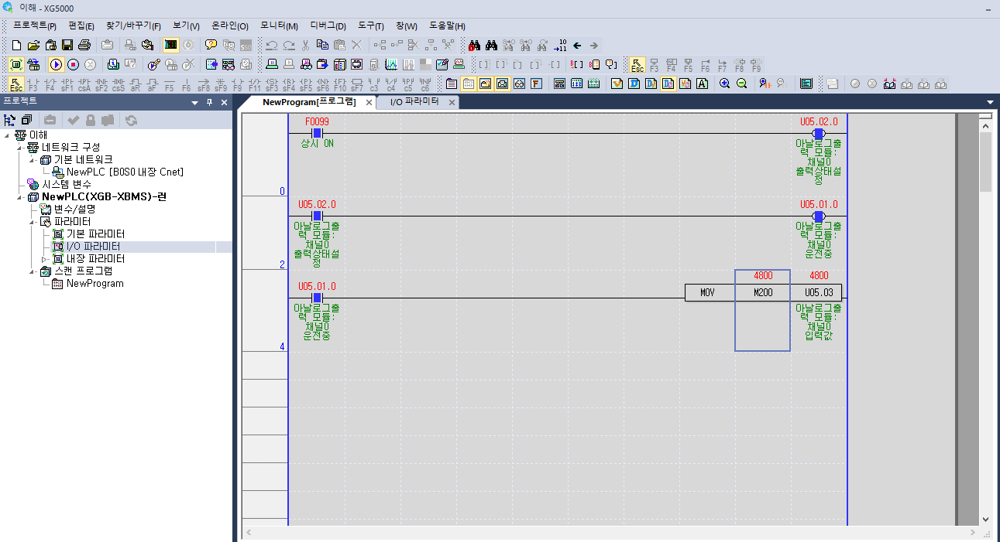 이해 - XG5000
프로젝트(P) 편집(E) 찾기/바꾸기(F) 보기(V) 온라인(O) 모니터(M) 디버그(D) 도구(T) 창(W) 도움말(H)
Esc F3 F4 F5 F6 F7 F8 F9
Esc F3 F4 sF1 csA sF2 csS aR aF F5 F6 sF8 sF9 F9 F11 sF3 sF4 sF5 sF6 F10 sF7 c3 c4 c5 c6
프로젝트
NewProgram[프로그램] I/O 파라미터
이해
네트워크 구성
기본 네트워크
NewPLC [B0S0 내장 Cnet]
시스템 변수
NewPLC(XGB-XBMS)-런
변수/설명
파라미터
기본 파라미터
I/O 파라미터
내장 파라미터
스캔 프로그램
NewProgram
F0099 U05.02.0
상시 ON
아날로그출
력 모듈:
채널0
출력상태설
정
0
U05.02.0 U05.01.0
아날로그출
력 모듈:
채널0
출력상태설
정
아날로그출
력 모듈:
채널0
운전중
2
4800 4800
U05.01.0
MOV M200 U05.03
아날로그출
력 모듈:
채널0
운전중
아날로그출
력 모듈:
채널0
입력값
4